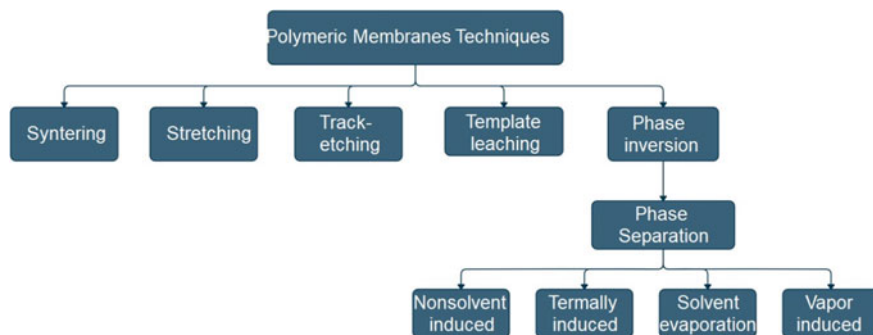 Polymeric Membranes Techniques
Syntering
Stretching
Track-
etching
Template
leaching
Phase
inversion
Phase
Separation
Nonsolvent
induced
Termally
induced
Solvent
evaporation
Vapor
induced